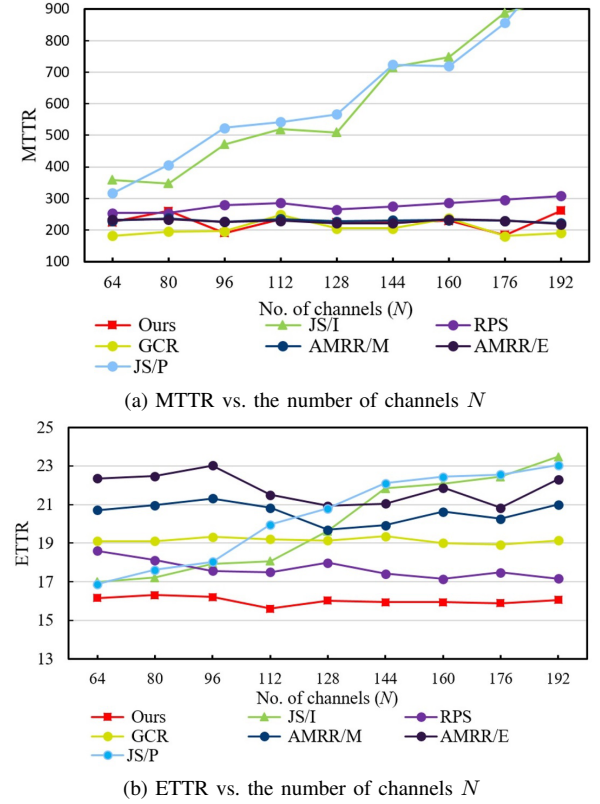 900
800
700
600
500
400
300
200
100
MTTR
64 80 96 112 128 144 160 176 192
No. of channels (N)
Ours JS/I RPS
GCR AMRR/M AMRR/E
JS/P
(a) MTTR vs. the number of channels N
25
23
21
19
17
15
13
ETTR
64 80 96 112 128 144 160 176 192
No. of channels (N)
Ours JS/I RPS
GCR AMRR/M AMRR/E
JS/P
(b) ETTR vs. the number of channels N